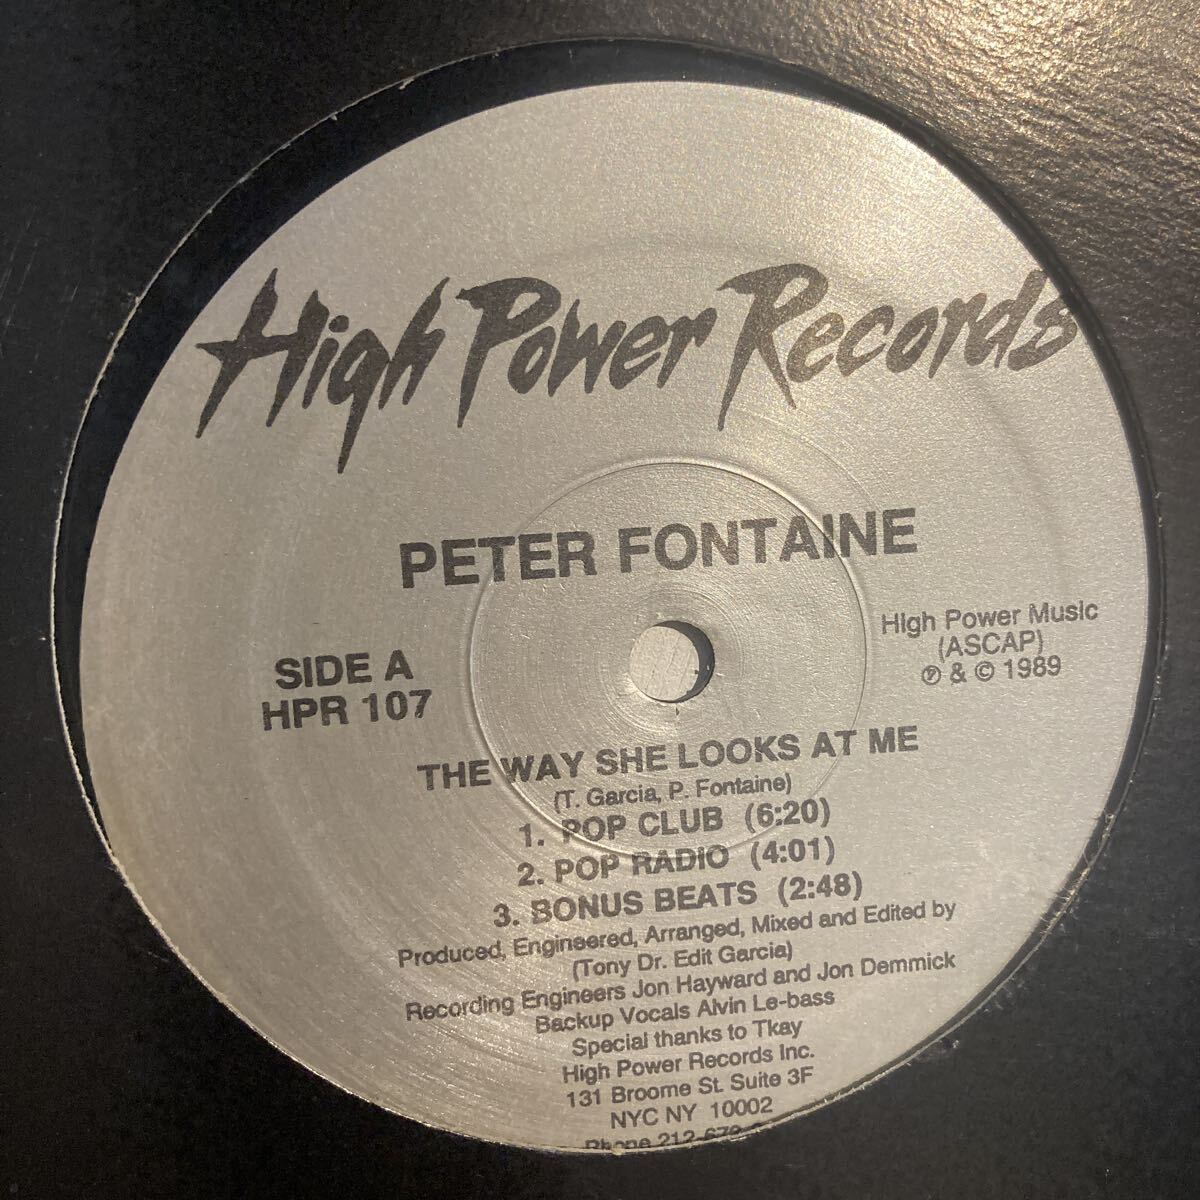 High Power Records
PETER FONTAINE
SIDE A
HPR 107
High Power Music
(ASCAP)
℗ & © 1989
THE WAY SHE LOOKS AT ME
(T. Garcia, P. Fontaine)
1. POP CLUB (6:20)
2. POP RADIO (4:01)
3. BONUS BEATS (2:48)
Produced, Engineered, Arranged, Mixed and Edited by
(Tony Dr. Edit Garcia)
Recording Engineers Jon Hayward and Jon Demmick
Backup Vocals Alvin Le-bass
Special thanks to Tkay
High Power Records Inc.
131 Broome St. Suite 3F
NYC NY 10002
Phone